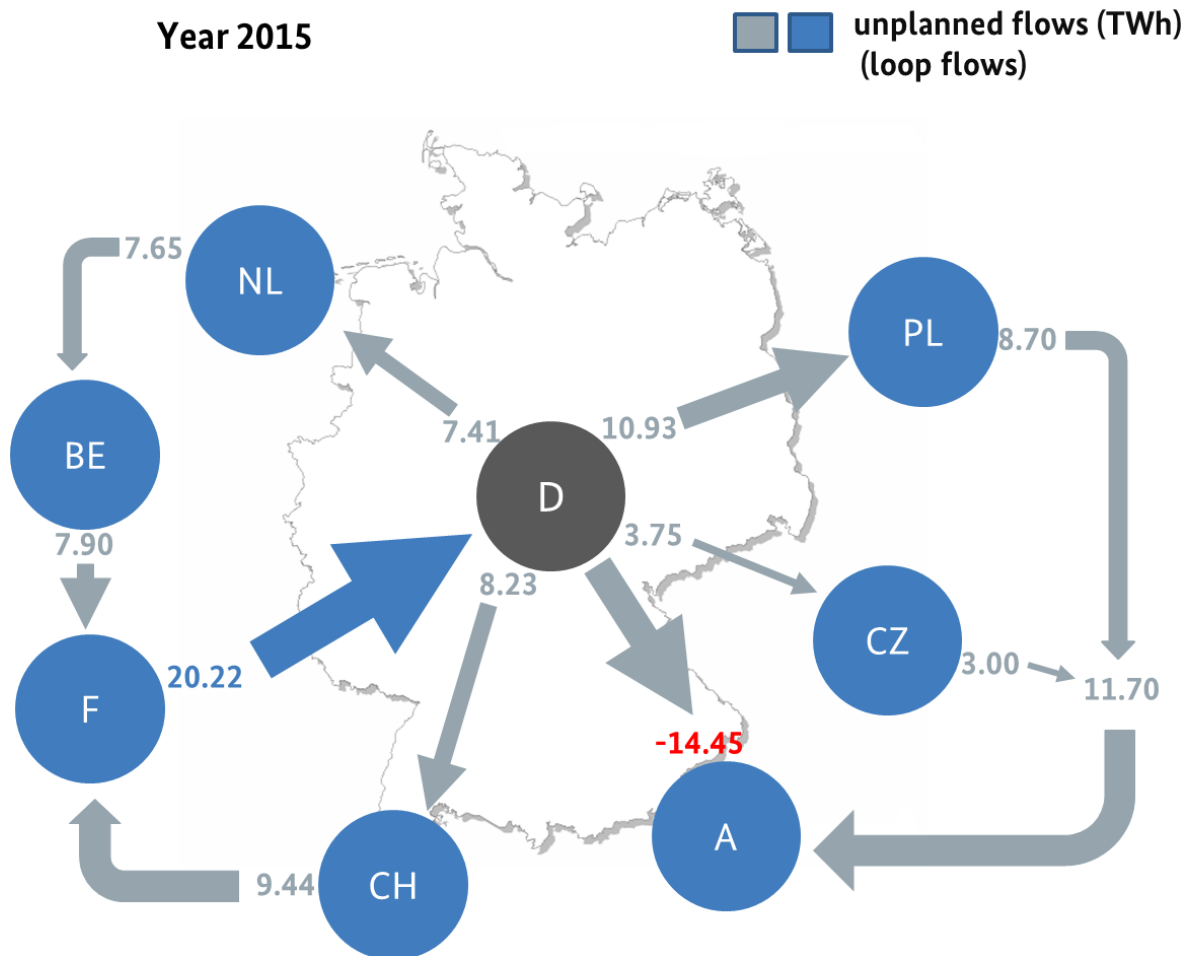 Year 2015
unplanned flows (TWh)
(loop flows)
7.65
NL
PL
8.70
7.41
10.93
BE
D
7.90
3.75
8.23
CZ
F
20.22
3.00
11.70
-14.45
A
9.44
CH